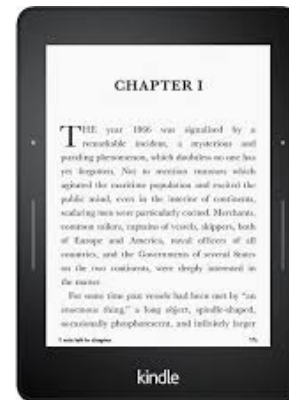 CHAPTER I
THE year 1866 was signalised by a
remarkable incident, a mysterious and
puzzling phenomenon, which doubtless no one has
yet forgotten. Not to mention rumours which
agitated the maritime population and excited the
public mind, even in the interior of continents,
seafaring men were particularly excited. Merchants,
common sailors, captains of vessels, skippers, both
of Europe and America, naval officers of all
countries, and the Governments of several States
on the two continents, were deeply interested in
the matter.
For some time past vessels had been met by "an
enormous thing," a long object, spindle-shaped,
occasionally phosphorescent, and infinitely larger
left in chapter
kindle